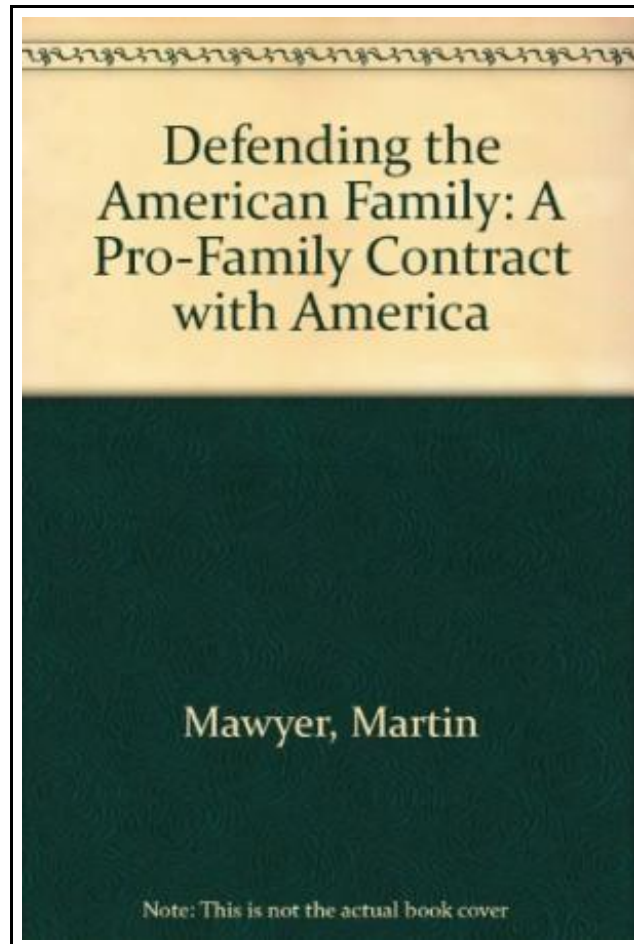 Defending the
American Family: A
Pro-Family Contract
with America
Mawyer, Martin
Note: This is not the actual book cover